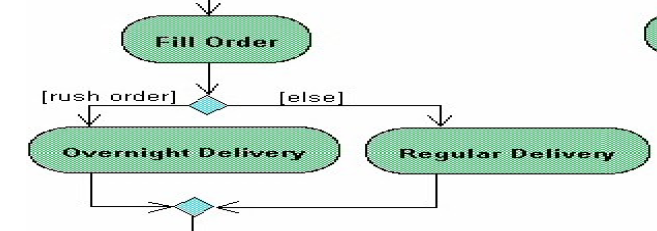 Fill Order
[rush order]
[else]
Overnight Delivery
Regular Delivery